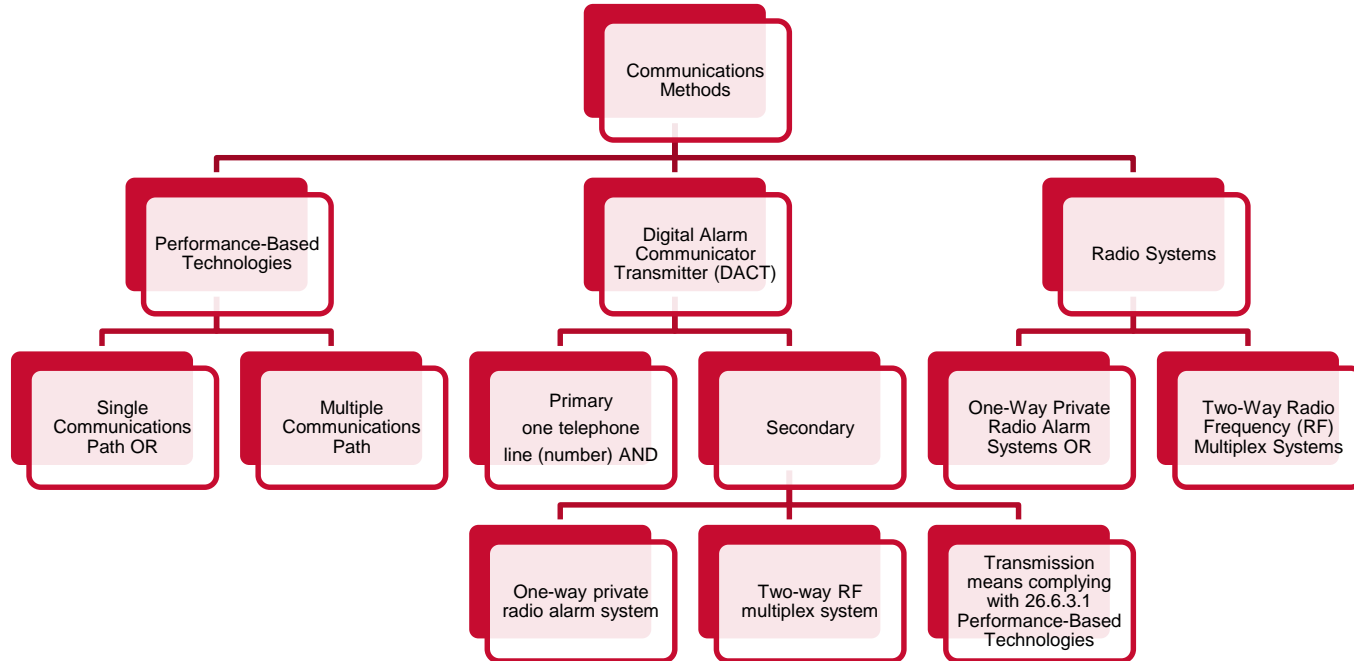 Communications
Methods
Performance-Based
Technologies
Digital Alarm
Communicator
Transmitter (DACT)
Radio Systems
Single
Communications
Path OR
Multiple
Communications
Path
Primary
one telephone
line (number) AND
Secondary
One-Way Private
Radio Alarm
Systems OR
Two-Way Radio
Frequency (RF)
Multiplex Systems
One-way private
radio alarm system
Two-way RF
multiplex system
Transmission
means complying
with 26.6.3.1
Performance-Based
Technologies